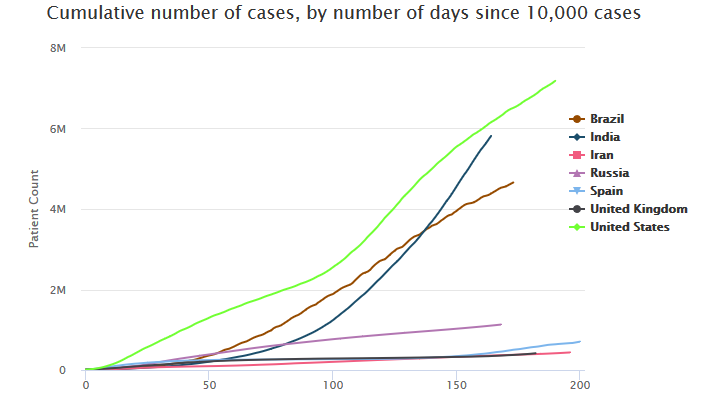 Cumulative number of cases, by number of days since 10,000 cases
8M
6M
4M
2M
0
Patient Count
0
50
100
150
200
Brazil
India
Iran
Russia
Spain
United Kingdom
United States